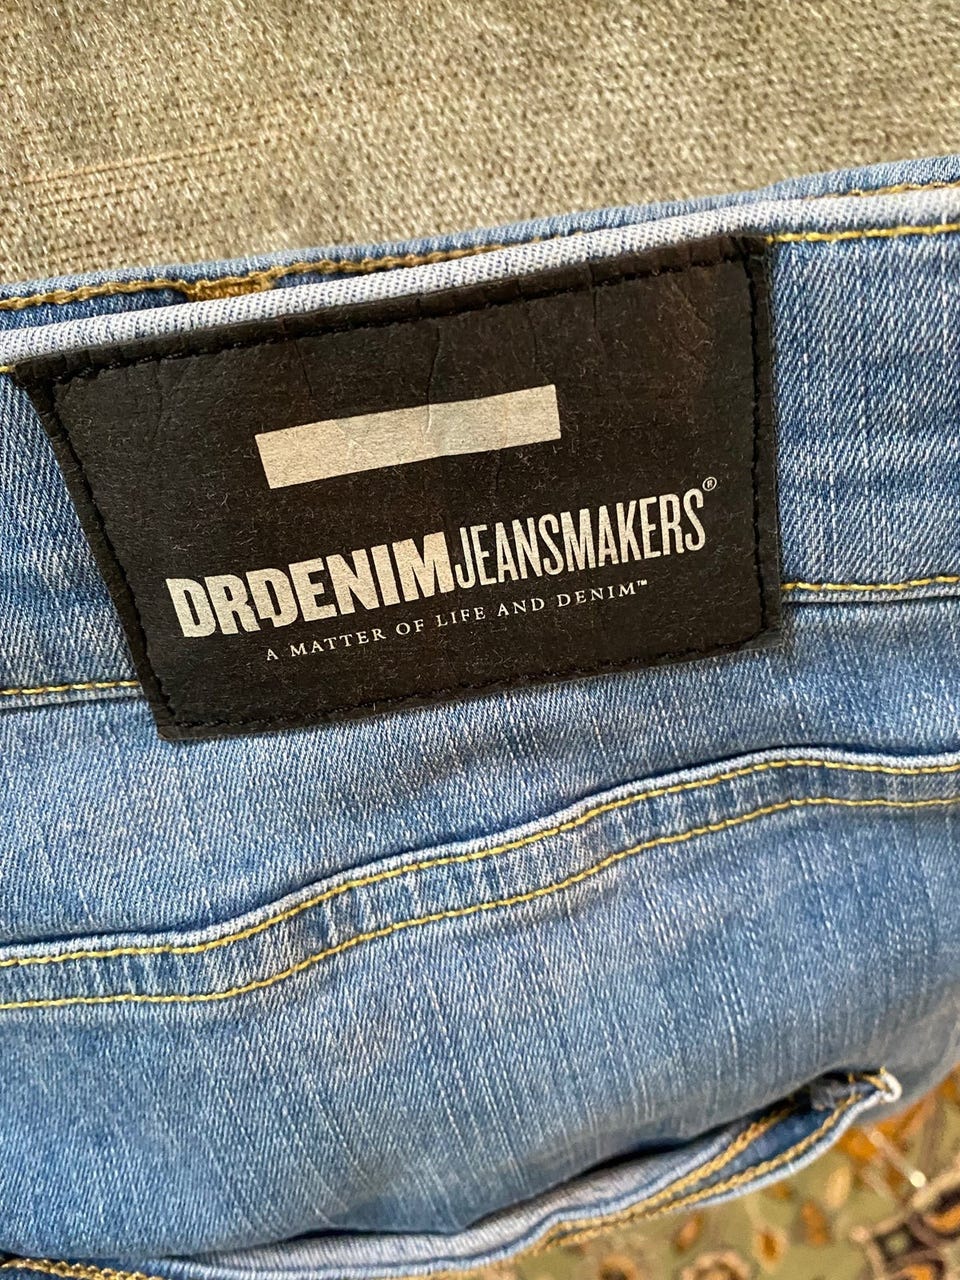 DRDENIMJEANSMAKERS®
A MATTER OF LIFE AND DENIM™